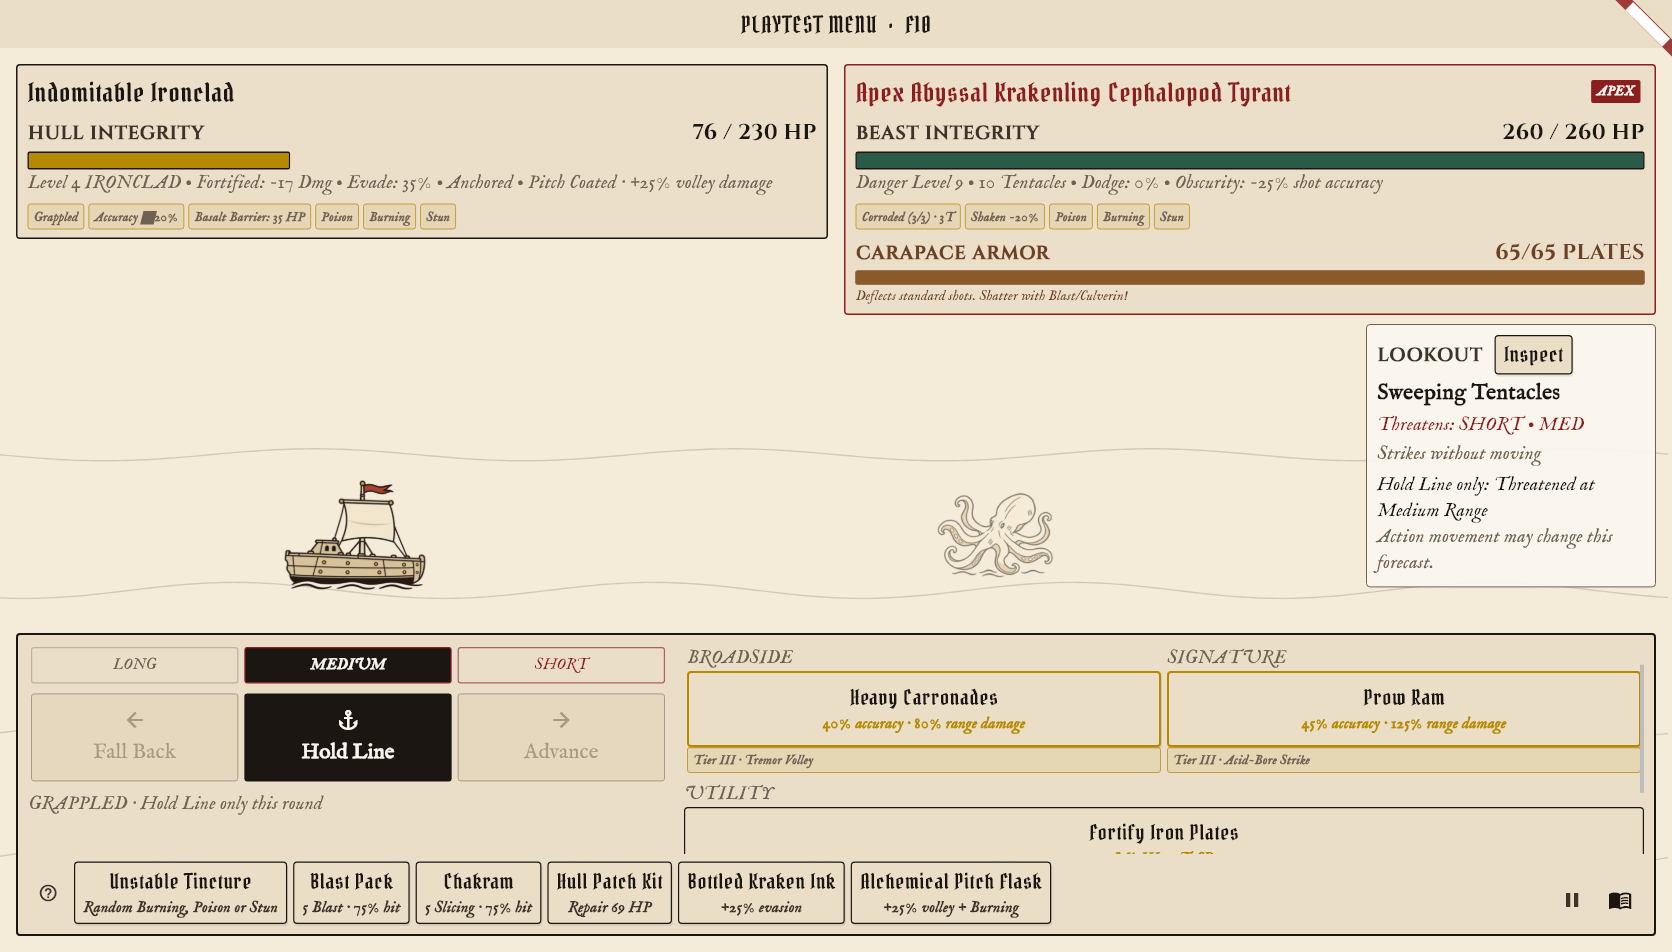 PLAYTEST MENU · F10
Indomitable Ironclad
HULL INTEGRITY 76 / 230 HP
Level 4 IRONCLAD • Fortified: -17 Dmg • Evade: 35% • Anchored • Pitch Coated · +25% volley damage
Grappled Accuracy 20% Basalt Barrier: 35 HP Poison Burning Stun
Apex Abyssal Krakenling Cephalopod Tyrant APEX
BEAST INTEGRITY 260 / 260 HP
Danger Level 9 • 10 Tentacles • Dodge: 0% • Obscurity: -25% shot accuracy
Corroded (3/3) · 3T Shaken -20% Poison Burning Stun
CARAPACE ARMOR 65/65 PLATES
Deflects standard shots. Shatter with Blast/Culverin!
LOOKOUT Inspect
Sweeping Tentacles
Threatens: SHORT • MED
Strikes without moving
Hold Line only: Threatened at
Medium Range
Action movement may change this
forecast.
LONG MEDIUM SHORT
Fall Back Hold Line Advance
GRAPPLED · Hold Line only this round
BROADSIDE SIGNATURE
Heavy Carronades Prow Ram
40% accuracy · 80% range damage 45% accuracy · 125% range damage
Tier III · Tremor Volley Tier III · Acid-Bore Strike
UTILITY
Fortify Iron Plates
Unstable Tincture Blast Pack Chakram Hull Patch Kit Bottled Kraken Ink Alchemical Pitch Flask
Random Burning, Poison or Stun 5 Blast · 75% hit 5 Slicing · 75% hit Repair 69 HP +25% evasion +25% volley + Burning